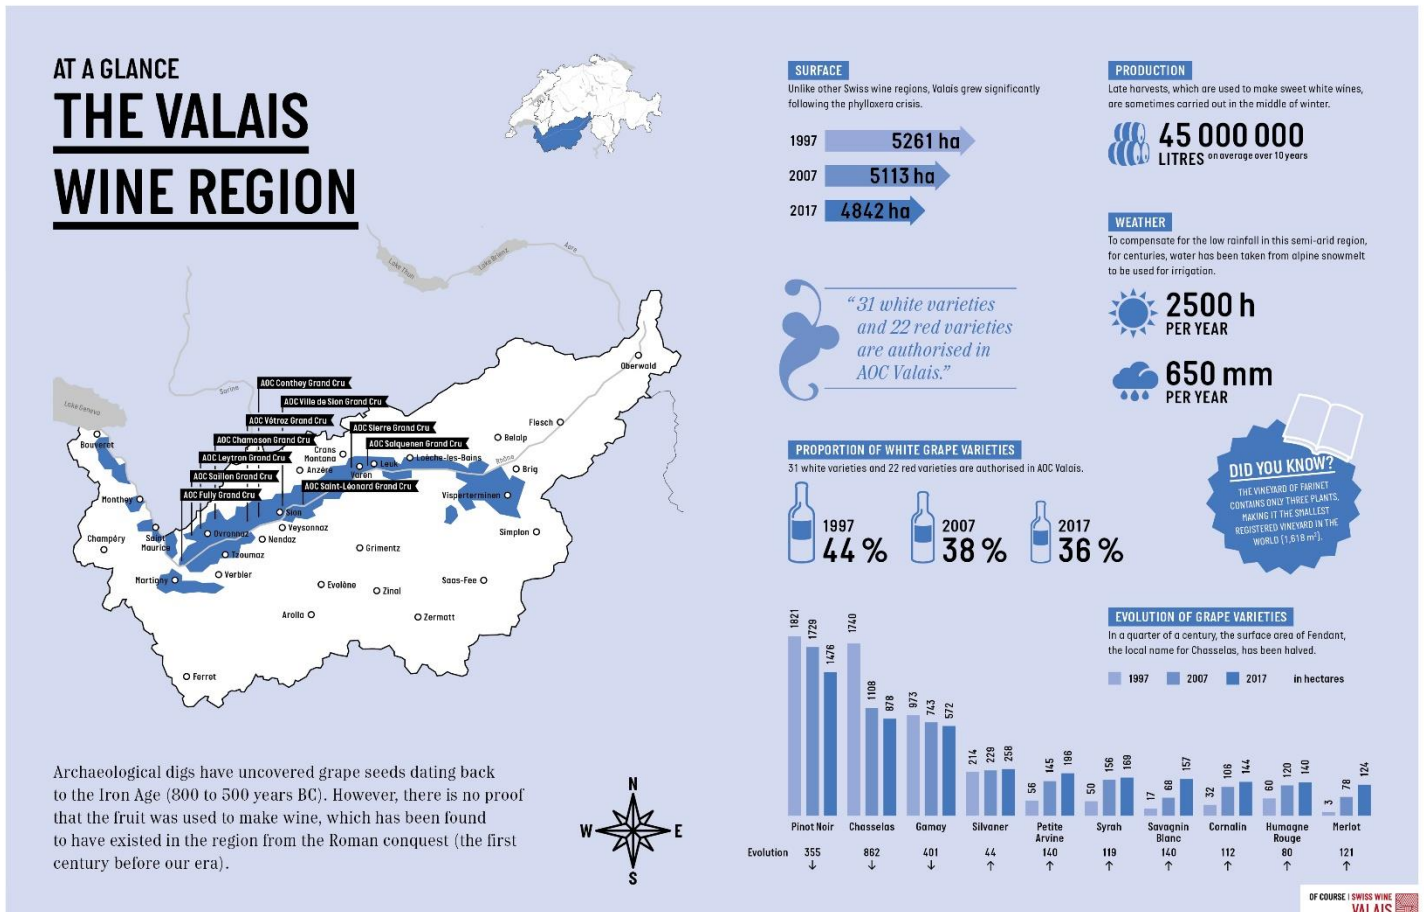 AT A GLANCE
THE VALAIS
WINE REGION
Lake Thun
Lake Brienz
Aare
Sarine
Lake Geneva
Rhône
Oberwald
AOC Conthey Grand Cru
AOC Ville de Sion Grand Cru
AOC Vétroz Grand Cru
AOC Sierre Grand Cru
AOC Chamoson Grand Cru
AOC Salquenen Grand Cru
AOC Leytron Grand Cru
AOC Saillon Grand Cru
AOC Saint-Léonard Grand Cru
AOC Fully Grand Cru
Fiesch
Belalp
Bouveret
Crans
Montana
Loèche-les-Bains
Leuk
Anzère
Varen
Brig
Visperterminen
Monthey
Sion
Veysonnaz
Simplon
Champéry
Saint
Maurice
Ovronnaz
Nendaz
Grimentz
Tzoumaz
Martigny
Verbier
Evolène
Zinal
Saas-Fee
Arolla
Zermatt
Ferret
Archaeological digs have uncovered grape seeds dating back
to the Iron Age (800 to 500 years BC). However, there is no proof
that the fruit was used to make wine, which has been found
to have existed in the region from the Roman conquest (the first
century before our era).
N
W E
S
SURFACE
Unlike other Swiss wine regions, Valais grew significantly
following the phylloxera crisis.
1997 5261 ha
2007 5113 ha
2017 4842 ha
“31 white varieties
and 22 red varieties
are authorised in
AOC Valais.”
PRODUCTION
Late harvests, which are used to make sweet white wines,
are sometimes carried out in the middle of winter.
45 000 000
LITRES on average over 10 years
WEATHER
To compensate for the low rainfall in this semi-arid region,
for centuries, water has been taken from alpine snowmelt
to be used for irrigation.
2500 h
PER YEAR
650 mm
PER YEAR
PROPORTION OF WHITE GRAPE VARIETIES
31 white varieties and 22 red varieties are authorised in AOC Valais.
1997
44 %
2007
38 %
2017
36 %
DID YOU KNOW?
THE VINEYARD OF FARINET
CONTAINS ONLY THREE PLANTS,
MAKING IT THE SMALLEST
REGISTERED VINEYARD IN THE
WORLD (1,618 m²).
EVOLUTION OF GRAPE VARIETIES
In a quarter of a century, the surface area of Fendant,
the local name for Chasselas, has been halved.
1997 2007 2017 in hectares
1821 1729 1476
1740 1108 878
973 743 572
214 229 258
56 145 196
50 156 169
17 68 157
32 106 144
60 120 140
3 78 124
Pinot Noir Chasselas Gamay Silvaner Petite Arvine Syrah Savagnin Blanc Cornalin Humagne Rouge Merlot
Evolution 355 862 401 44 140 119 140 112 80 121
↓ ↓ ↓ ↑ ↑ ↑ ↑ ↑ ↑ ↑
OF COURSE | SWISS WINE
VALAIS